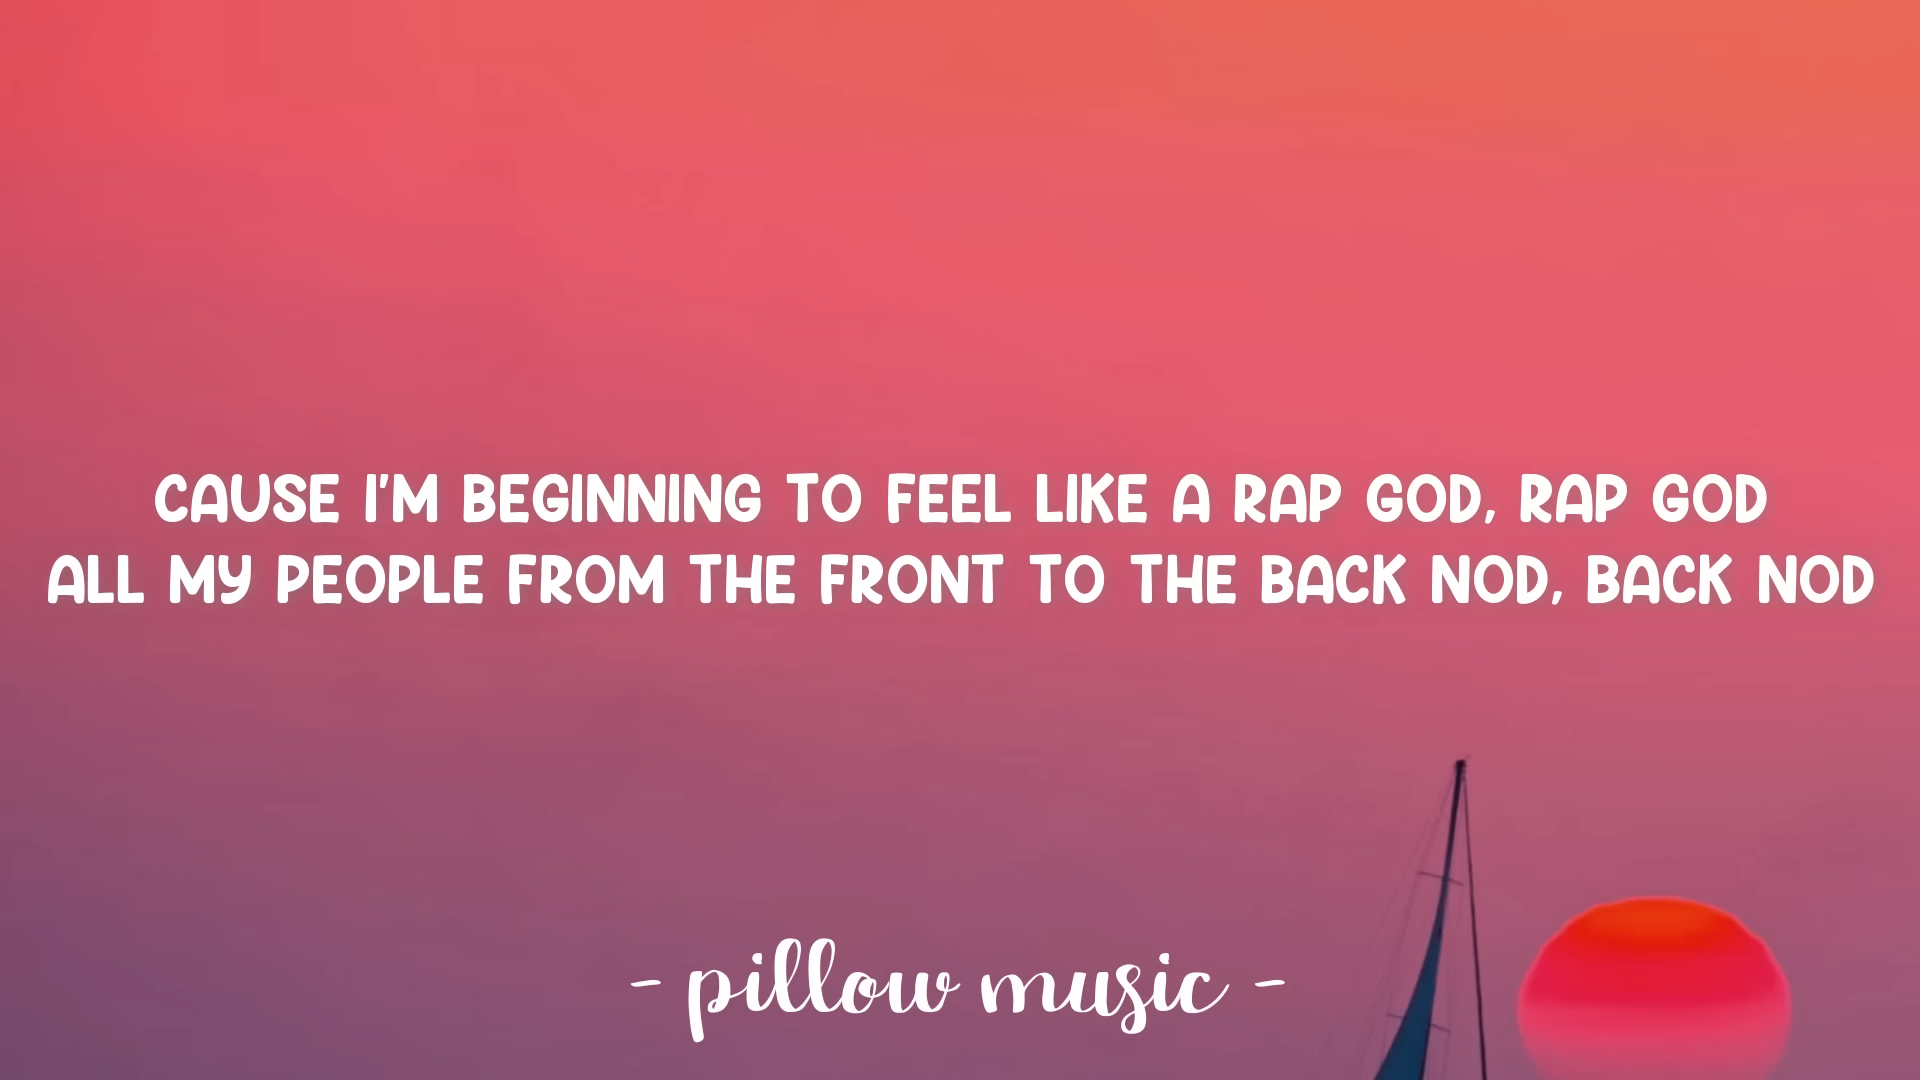 CAUSE I'M BEGINNING TO FEEL LIKE A RAP GOD, RAP GOD
ALL MY PEOPLE FROM THE FRONT TO THE BACK NOD, BACK NOD
- pillow music -